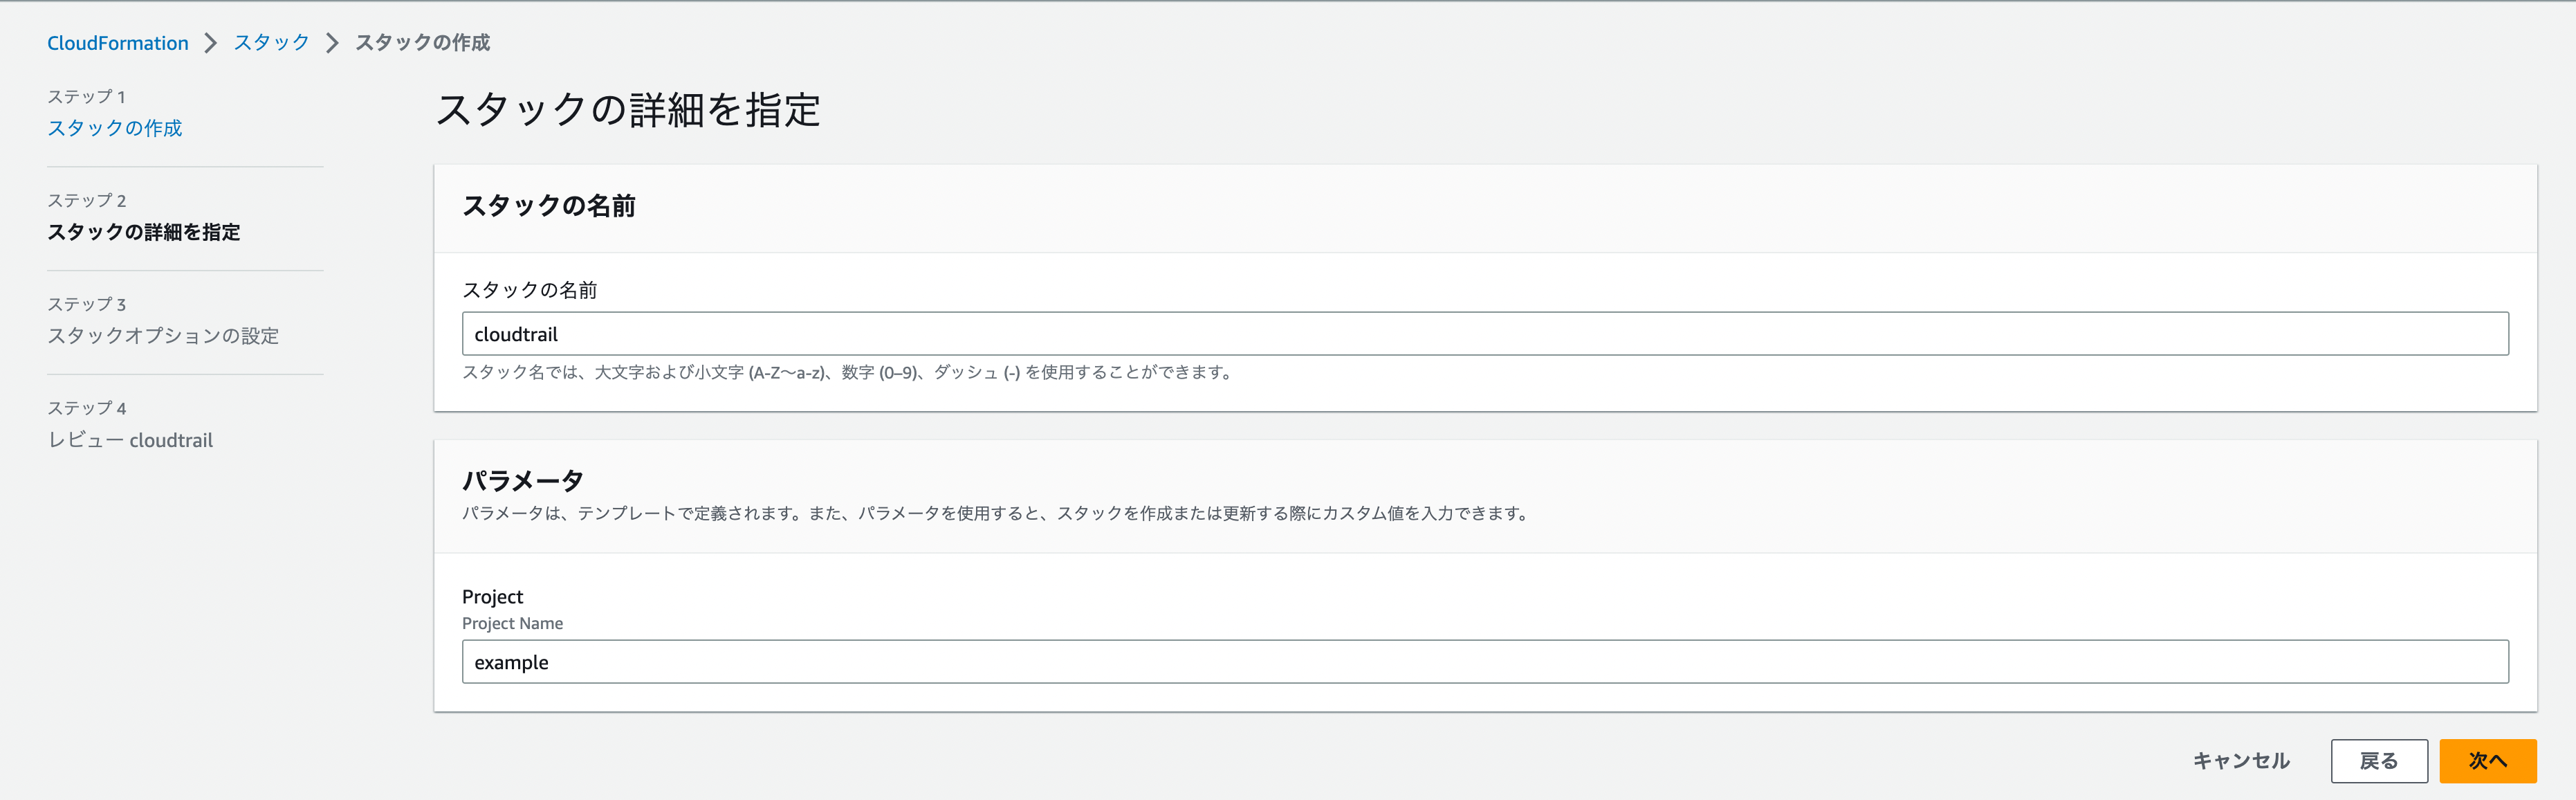 CloudFormation > スタック > スタックの作成
ステップ 1
スタックの作成
ステップ 2
スタックの詳細を指定
ステップ 3
スタックオプションの設定
ステップ 4
レビュー cloudtrail
スタックの詳細を指定
スタックの名前
スタックの名前
cloudtrail
スタック名では、大文字および小文字 (A-Z～a-z)、数字 (0–9)、ダッシュ (-) を使用することができます。
パラメータ
パラメータは、テンプレートで定義されます。また、パラメータを使用すると、スタックを作成または更新する際にカスタム値を入力できます。
Project
Project Name
example
キャンセル 戻る 次へ